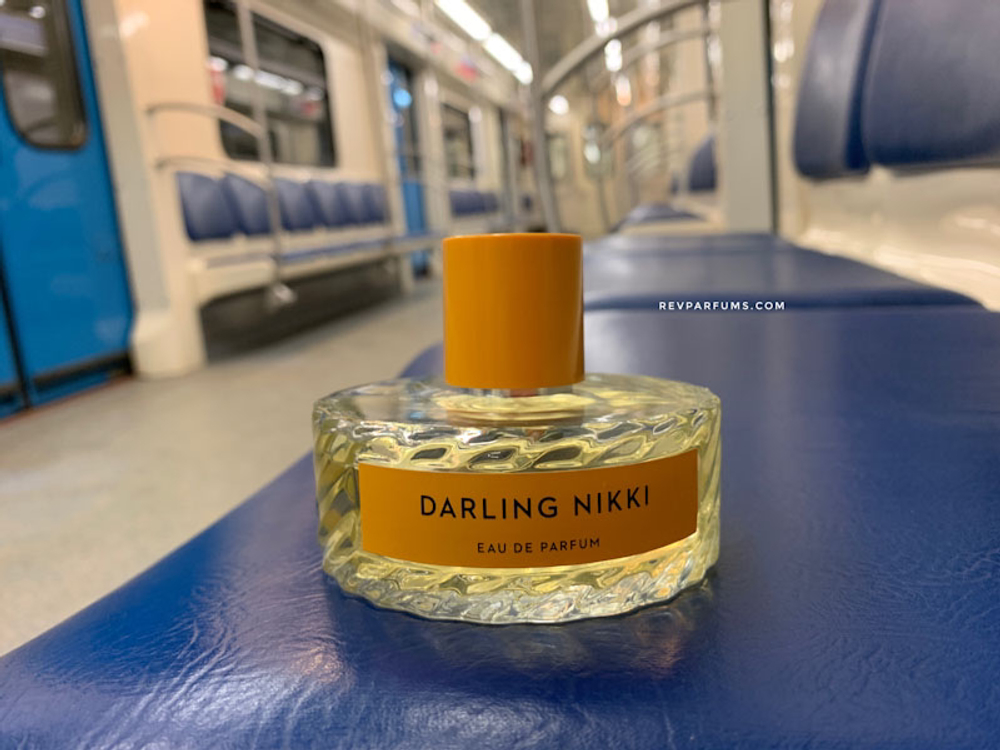 REVPARFUMS.COM
DARLING NIKKI
EAU DE PARFUM